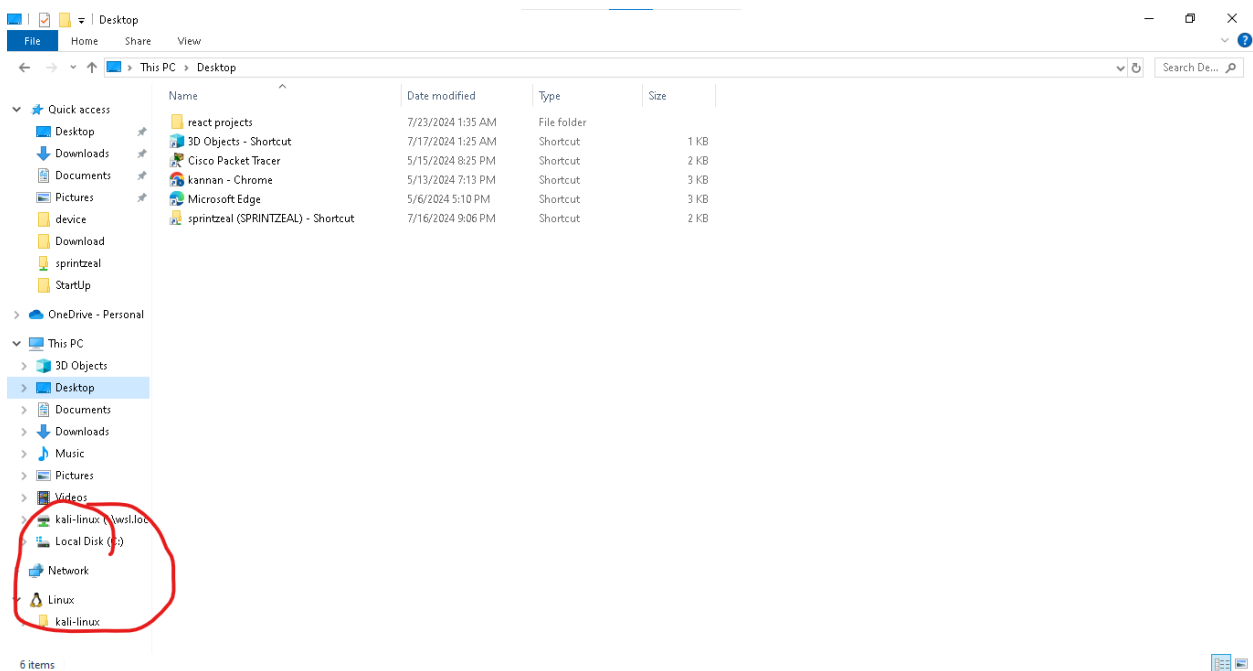 Desktop
File Home Share View
This PC > Desktop
Search De...
Name Date modified Type Size
Quick access
Desktop
Downloads
Documents
Pictures
device
Download
sprintzeal
StartUp
OneDrive - Personal
This PC
3D Objects
Desktop
Documents
Downloads
Music
Pictures
Videos
kali-linux (\\wsl.loc
Local Disk (C:)
Network
Linux
kali-linux
react projects 7/23/2024 1:35 AM File folder
3D Objects - Shortcut 7/17/2024 1:25 AM Shortcut 1 KB
Cisco Packet Tracer 5/15/2024 8:25 PM Shortcut 2 KB
kannan - Chrome 5/13/2024 7:13 PM Shortcut 3 KB
Microsoft Edge 5/6/2024 5:10 PM Shortcut 3 KB
sprintzeal (SPRINTZEAL) - Shortcut 7/16/2024 9:06 PM Shortcut 2 KB
6 items